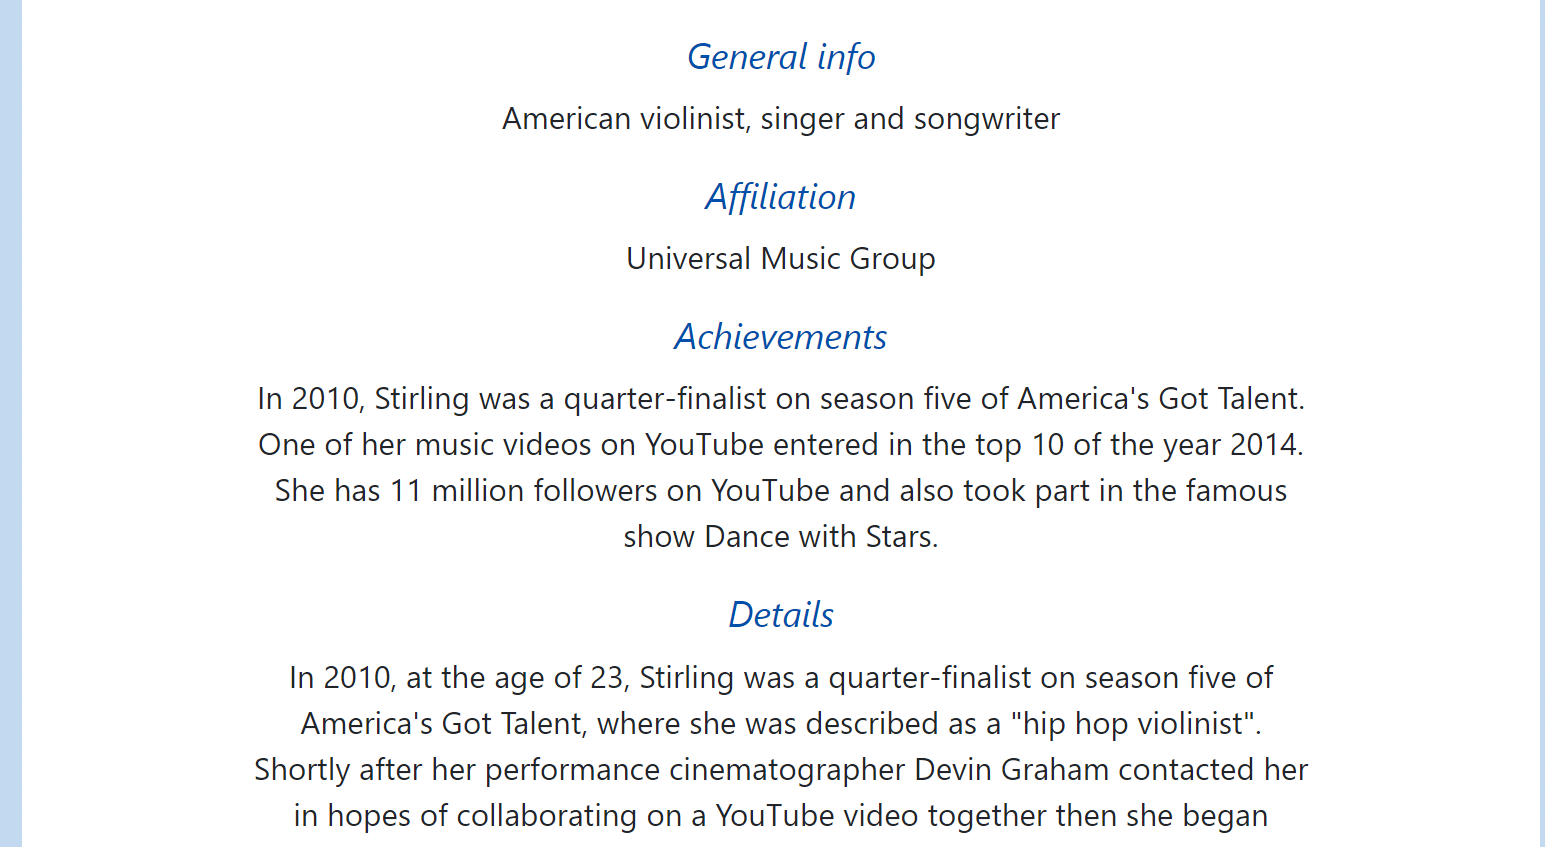 General info
American violinist, singer and songwriter
Affiliation
Universal Music Group
Achievements
In 2010, Stirling was a quarter-finalist on season five of America's Got Talent.
One of her music videos on YouTube entered in the top 10 of the year 2014.
She has 11 million followers on YouTube and also took part in the famous
show Dance with Stars.
Details
In 2010, at the age of 23, Stirling was a quarter-finalist on season five of
America's Got Talent, where she was described as a "hip hop violinist".
Shortly after her performance cinematographer Devin Graham contacted her
in hopes of collaborating on a YouTube video together then she began